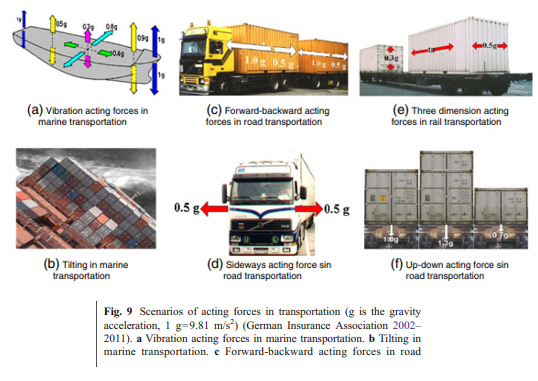 1g
0.5g
0.3g
0.8g
0.9g
1g
0.4g
1g
(a) Vibration acting forces in
marine transportation
1.0 g 0.5 g
1.0 g 0.5 g
(c) Forward-backward acting
forces in road transportation
0.3g
1g
0.5g
(e) Three dimension acting
forces in rail transportation
(b) Tilting in marine
transportation
0.5 g
0.5 g
(d) Sideways acting force sin
road transportation
1.0g
1.3g
0.7g
(f) Up-down acting force sin
road transportation
Fig. 9 Scenarios of acting forces in transportation (g is the gravity
acceleration, 1 g=9.81 m/s²) (German Insurance Association 2002–
2011). a Vibration acting forces in marine transportation. b Tilting in
marine transportation. c Forward-backward acting forces in road